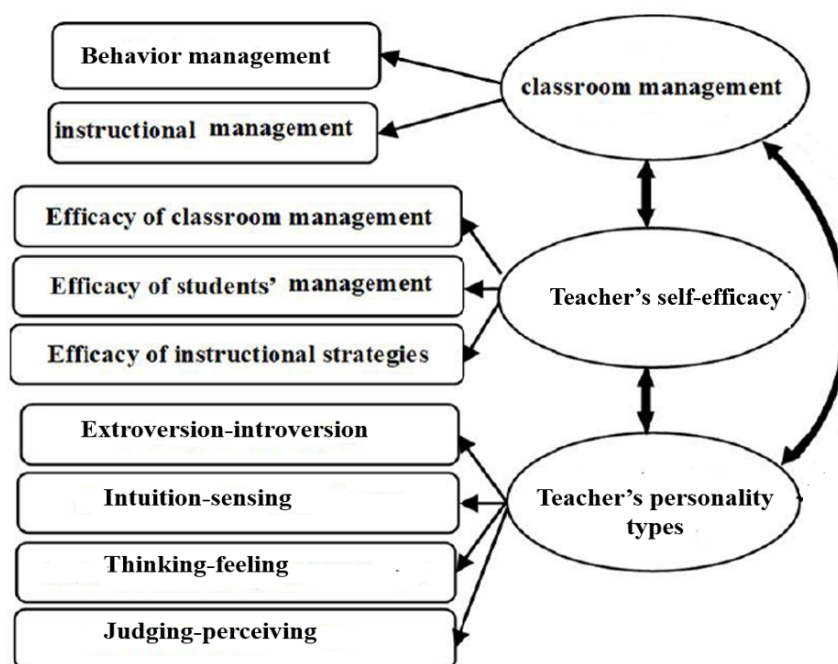 Behavior management
classroom management
instructional management
Efficacy of classroom management
Efficacy of students’ management
Teacher’s self-efficacy
Efficacy of instructional strategies
Extroversion-introversion
Intuition-sensing
Teacher’s personality
types
Thinking-feeling
Judging-perceiving